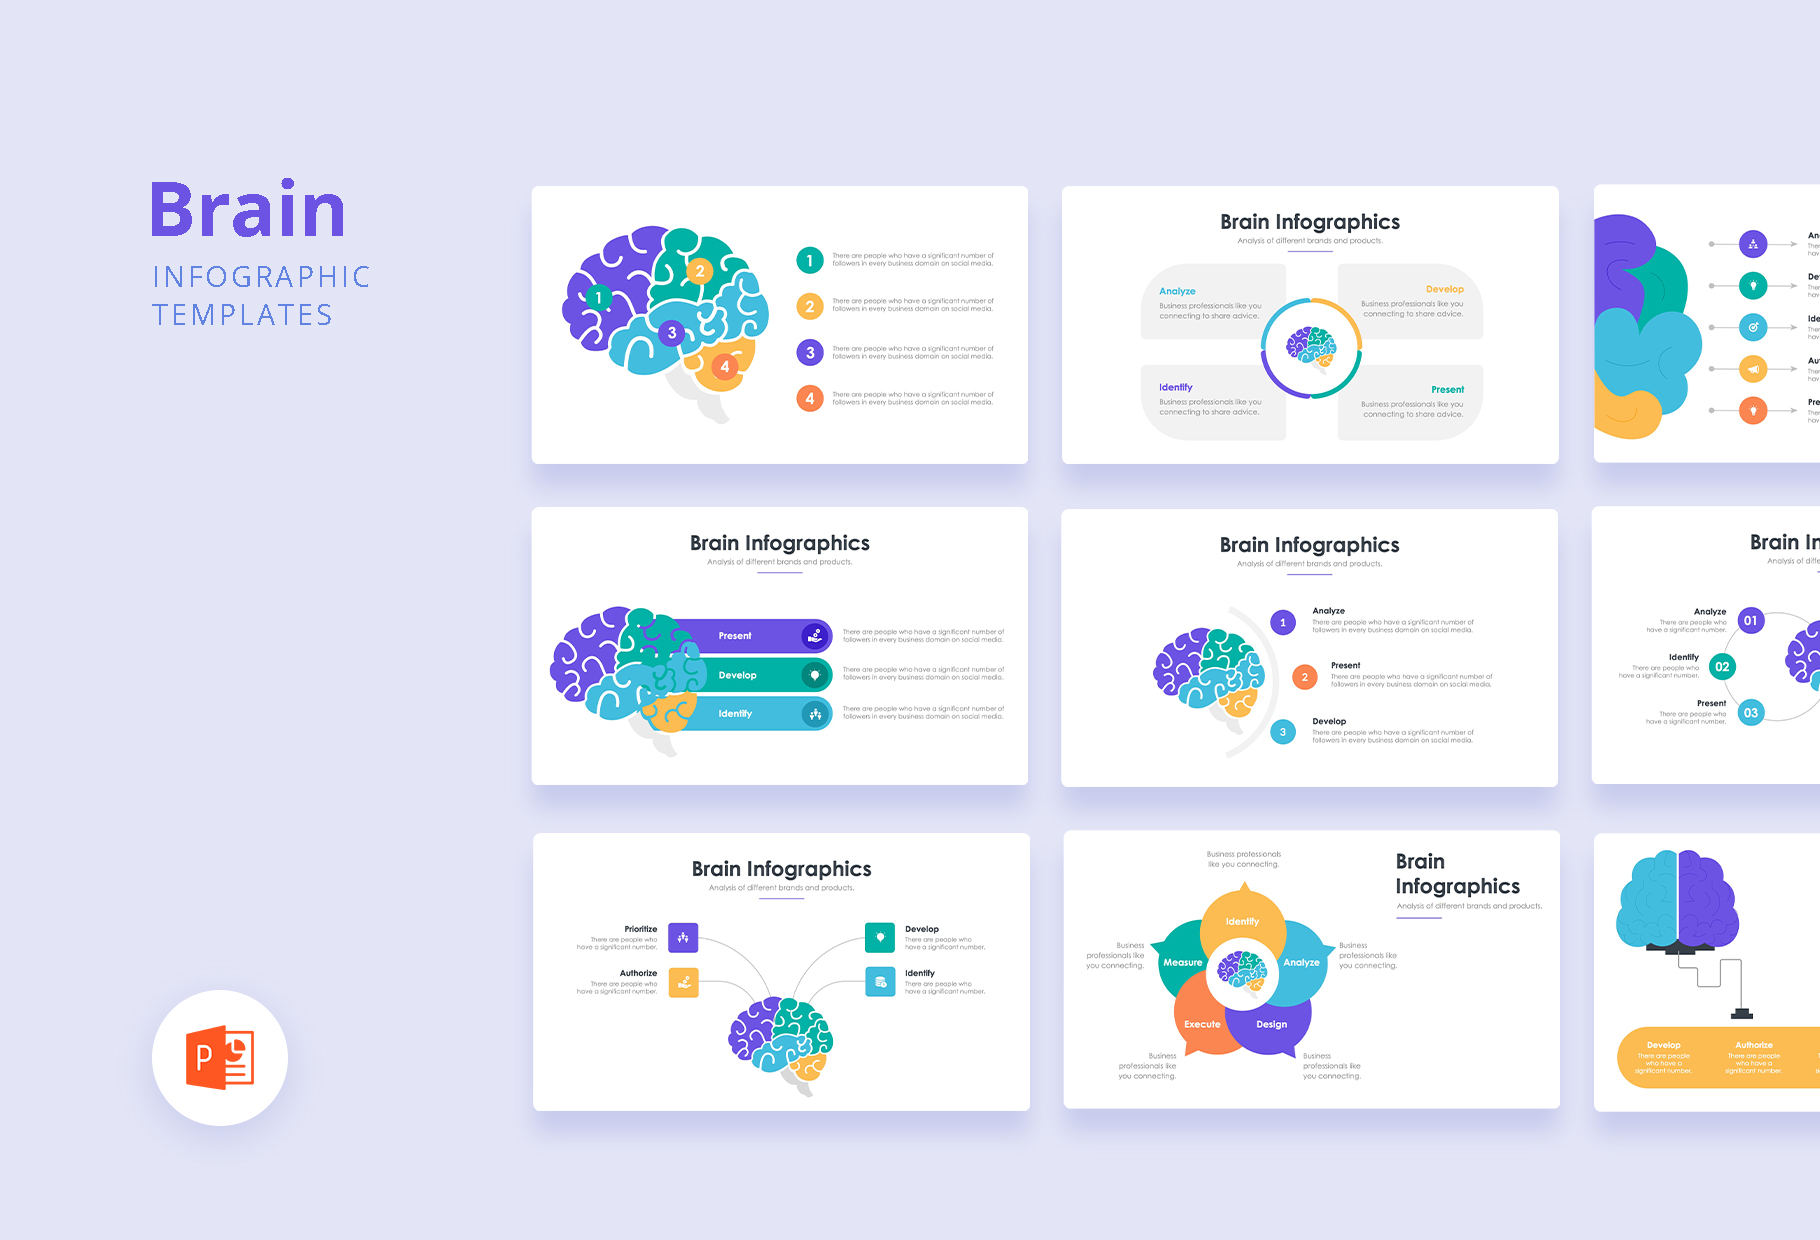 Brain
INFOGRAPHIC
TEMPLATES
P
1
2
3
4
1
There are people who have a significant number of
followers in every business domain on social media.
2
There are people who have a significant number of
followers in every business domain on social media.
3
There are people who have a significant number of
followers in every business domain on social media.
4
There are people who have a significant number of
followers in every business domain on social media.
Brain Infographics
Analysis of different brands and products.
Analyze
Business professionals like you
connecting to share advice.
Develop
Business professionals like you
connecting to share advice.
Identify
Business professionals like you
connecting to share advice.
Present
Business professionals like you
connecting to share advice.
An
Ther
hav
De
Ther
hav
Ide
Ther
hav
Au
Ther
hav
Pre
Ther
hav
Brain Infographics
Analysis of different brands and products.
Present
There are people who have a significant number of
followers in every business domain on social media.
Develop
There are people who have a significant number of
followers in every business domain on social media.
Identify
There are people who have a significant number of
followers in every business domain on social media.
Brain Infographics
Analysis of different brands and products.
1
Analyze
There are people who have a significant number of
followers in every business domain on social media.
2
Present
There are people who have a significant number of
followers in every business domain on social media.
3
Develop
There are people who have a significant number of
followers in every business domain on social media.
Brain In
Analysis of diffe
Analyze
There are people who
have a significant number.
01
Identify
There are people who
have a significant number.
02
Present
There are people who
have a significant number.
03
Brain Infographics
Analysis of different brands and products.
Prioritize
There are people who
have a significant number.
Authorize
There are people who
have a significant number.
Develop
There are people who
have a significant number.
Identify
There are people who
have a significant number.
Brain
Infographics
Analysis of different brands and products.
Business professionals
like you connecting.
Identify
Business
professionals like
you connecting.
Measure
Analyze
Business
professionals like
you connecting.
Execute
Design
Business
professionals like
you connecting.
Business
professionals like
you connecting.
Develop
There are people
who have a
significant number.
Authorize
There are people
who have a
significant number.